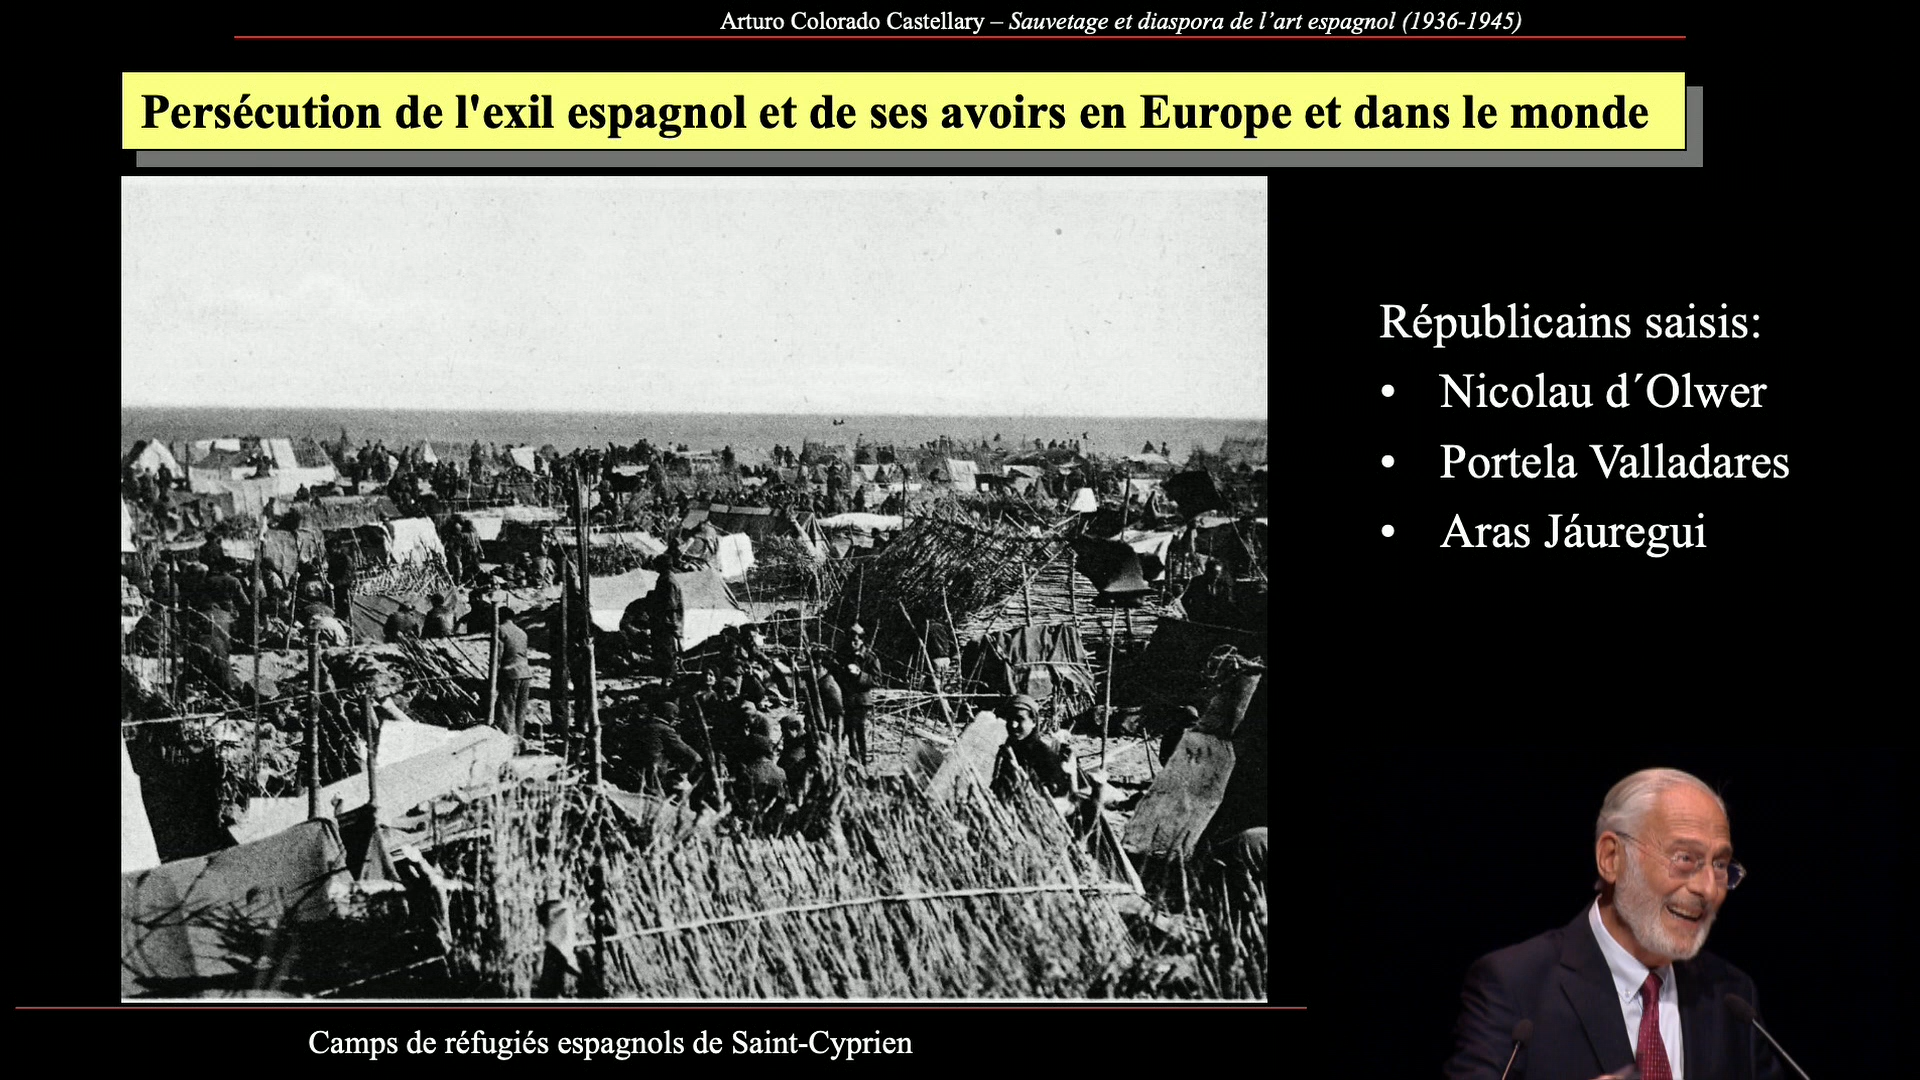 Arturo Colorado Castellary – Sauvetage et diaspora de l’art espagnol (1936-1945)
Persécution de l'exil espagnol et de ses avoirs en Europe et dans le monde
Républicains saisis:
• Nicolau d´Olwer
• Portela Valladares
• Aras Jáuregui
Camps de réfugiés espagnols de Saint-Cyprien